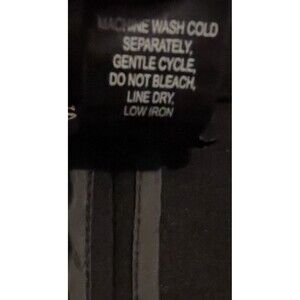 MACHINE WASH COLD
SEPARATELY,
GENTLE CYCLE,
DO NOT BLEACH,
LINE DRY,
LOW IRON